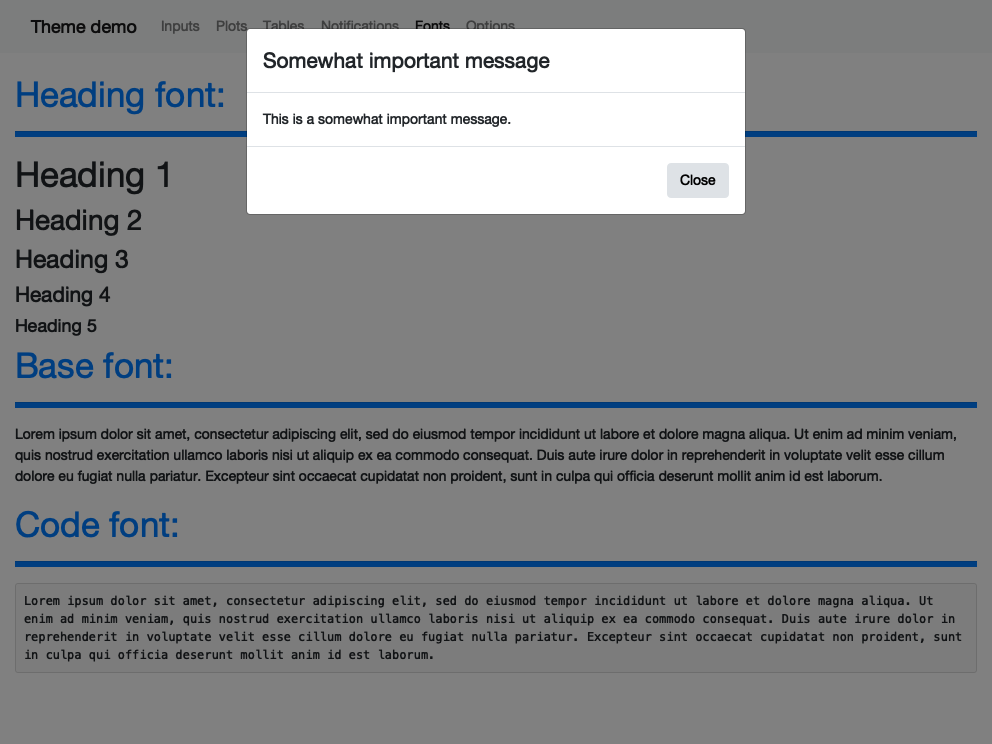 Theme demo Inputs Plots Tables Notifications Fonts Options
Somewhat important message
This is a somewhat important message.
Close
Heading font:
Heading 1
Heading 2
Heading 3
Heading 4
Heading 5
Base font:
Lorem ipsum dolor sit amet, consectetur adipiscing elit, sed do eiusmod tempor incididunt ut labore et dolore magna aliqua. Ut enim ad minim veniam,
quis nostrud exercitation ullamco laboris nisi ut aliquip ex ea commodo consequat. Duis aute irure dolor in reprehenderit in voluptate velit esse cillum
dolore eu fugiat nulla pariatur. Excepteur sint occaecat cupidatat non proident, sunt in culpa qui officia deserunt mollit anim id est laborum.
Code font:
Lorem ipsum dolor sit amet, consectetur adipiscing elit, sed do eiusmod tempor incididunt ut labore et dolore magna aliqua. Ut
enim ad minim veniam, quis nostrud exercitation ullamco laboris nisi ut aliquip ex ea commodo consequat. Duis aute irure dolor in
reprehenderit in voluptate velit esse cillum dolore eu fugiat nulla pariatur. Excepteur sint occaecat cupidatat non proident, sunt
in culpa qui officia deserunt mollit anim id est laborum.